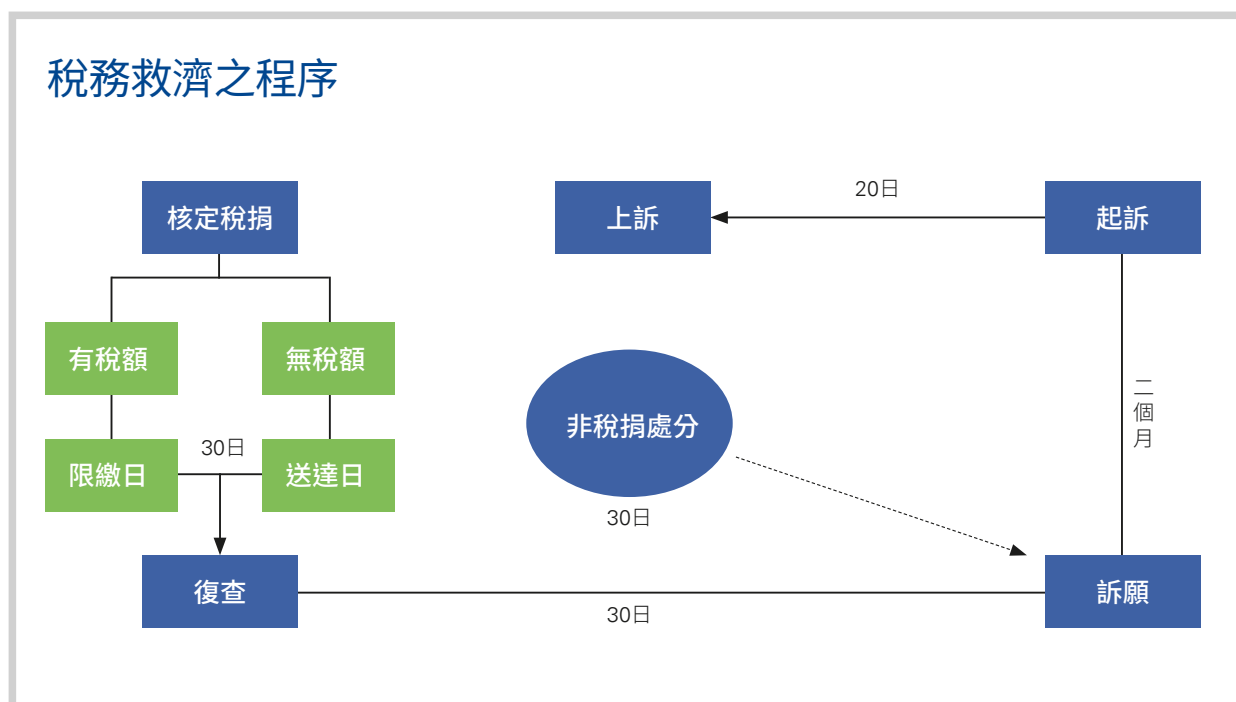 稅務救濟之程序
核定稅捐
上訴
20日
起訴
有稅額
無稅額
非稅捐處分
二個月
限繳日
30日
送達日
30日
復查
30日
訴願